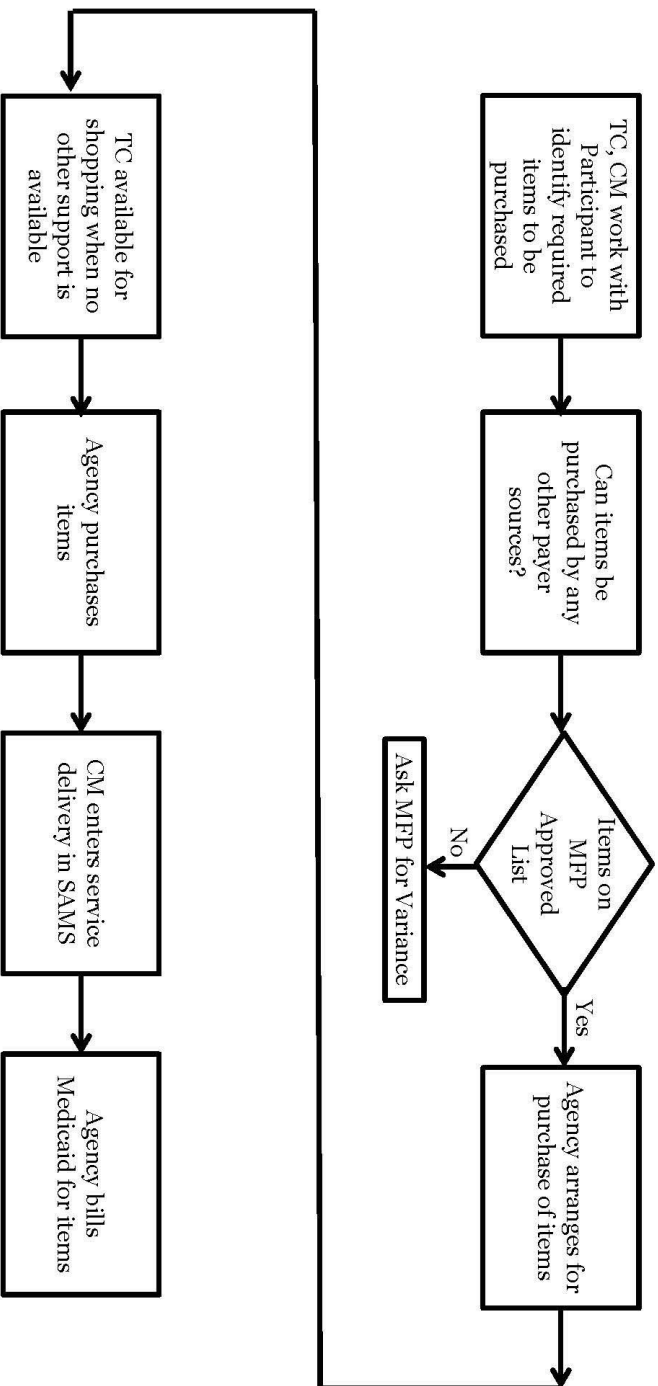 TC, CM work with
Participant to
identify required
items to be
purchased
Can items be
purchased by any
other payer
sources?
Items on
MFP
Approved
List
No
Yes
Ask MFP for Variance
Agency arranges for
purchase of items
TC available for
shopping when no
other support is
available
Agency purchases
items
CM enters service
delivery in SAMS
Agency bills
Medicaid for items